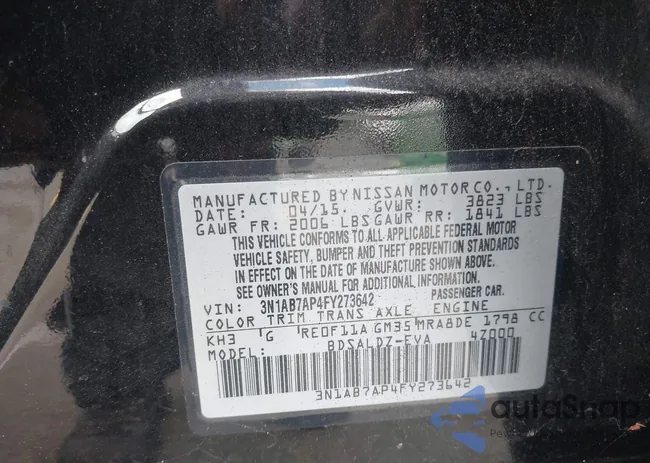 MANUFACTURED BY NISSAN MOTOR CO., LTD.
DATE: 04/15. GVWR: 3823 LBS
GAWR FR: 2006 LBS GAWR RR: 1841 LBS
THIS VEHICLE CONFORMS TO ALL APPLICABLE FEDERAL MOTOR
VEHICLE SAFETY, BUMPER AND THEFT PREVENTION STANDARDS
IN EFFECT ON THE DATE OF MANUFACTURE SHOWN ABOVE.
SEE OWNER'S MANUAL FOR ADDITIONAL INFORMATION.
VIN: 3N1AB7AP4FY273642 PASSENGER CAR
COLOR TRIM TRANS AXLE ENGINE
KH3 G RE0F11A GM35 MRA8DE 1798 CC
MODEL: BDSALDZ-EVA 4Z000
3N1AB7AP4FY273642
autoSnap